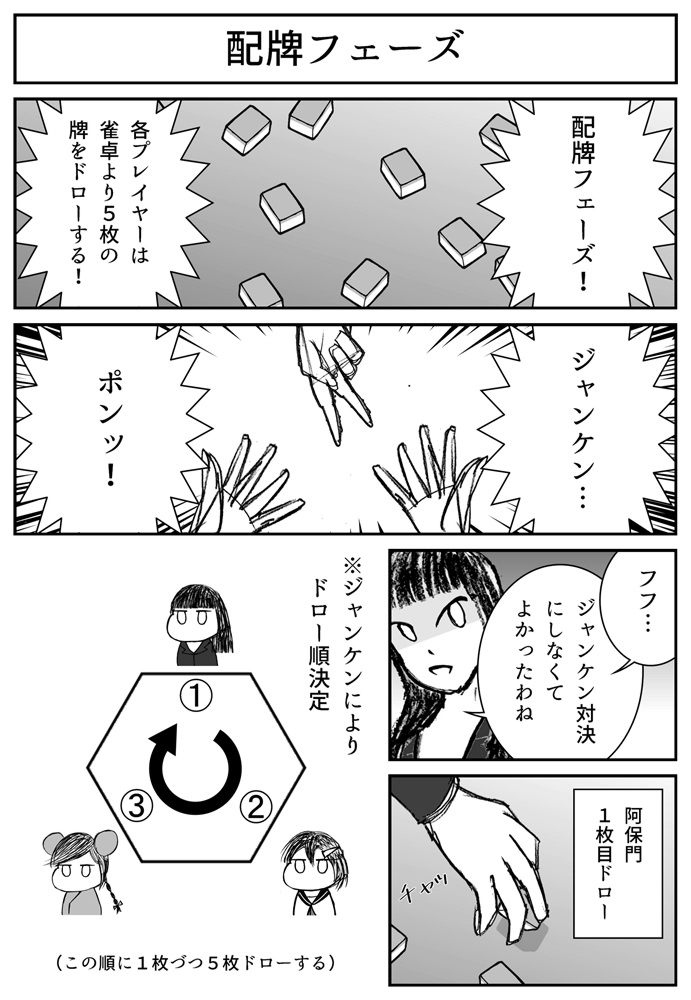 配牌フェーズ
配牌フェーズ！
各プレイヤーは
雀卓より５枚の
牌をドローする！
ジャンケン…
ポンッ！
フフ…
ジャンケン対決
にしなくて
よかったわね
※ジャンケンにより
ドロー順決定
①
②
③
（この順に１枚づつ５枚ドローする）
阿保門
１枚目ドロー
チャッ